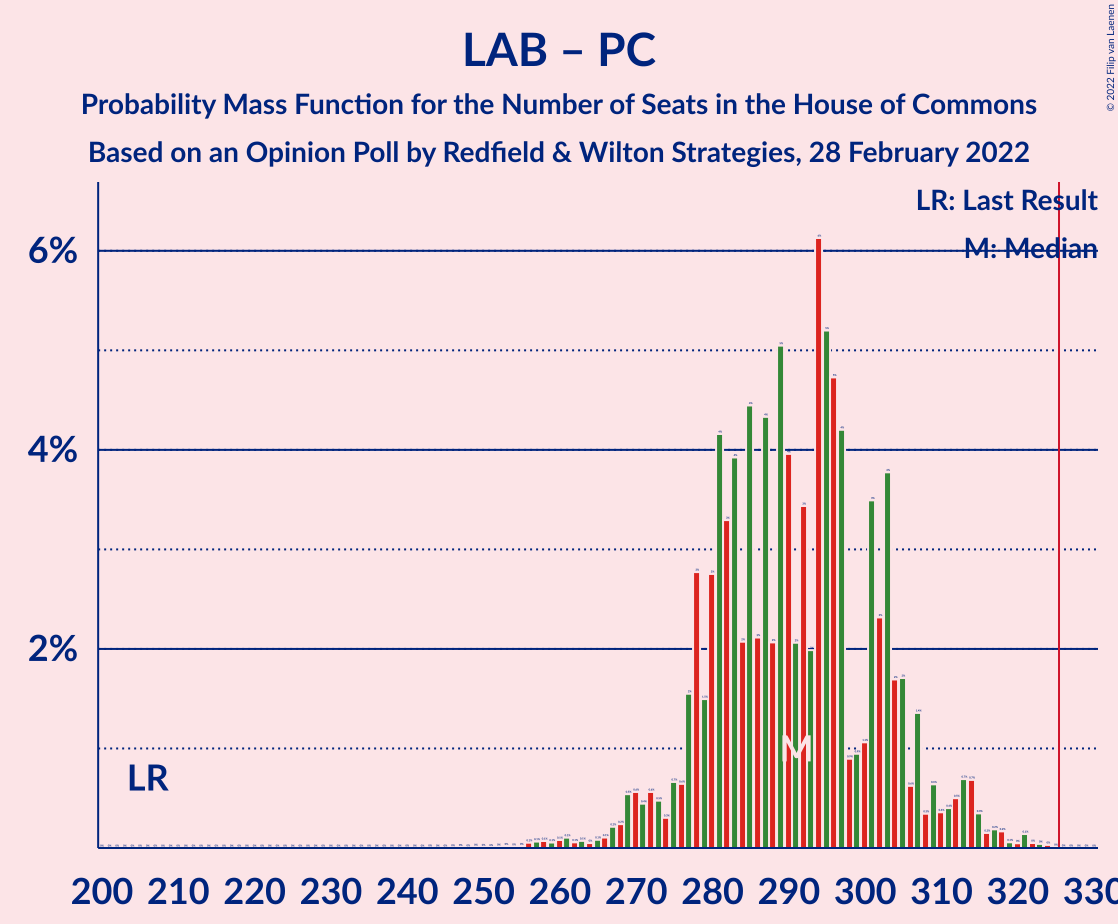 LAB – PC
Probability Mass Function for the Number of Seats in the House of Commons
Based on an Opinion Poll by Redfield & Wilton Strategies, 28 February 2022
© 2022 Filip van Laenen
LR: Last Result
M: Median
6%
4%
2%
LR
M
200 210 220 230 240 250 260 270 280 290 300 310 320 330